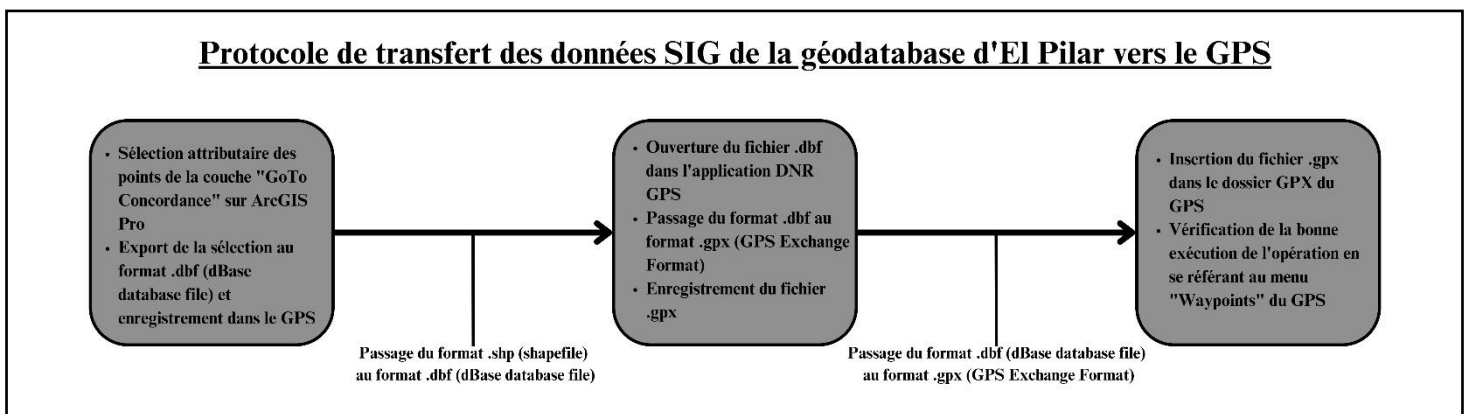 Protocole de transfert des données SIG de la géodatabase d'El Pilar vers le GPS
• Sélection attributaire des
points de la couche "GoTo
Concordance" sur ArcGIS
Pro
• Export de la sélection au
format .dbf (dBase
database file) et
enregistrement dans le GPS
Passage du format .shp (shapefile)
au format .dbf (dBase database file)
• Ouverture du fichier .dbf
dans l'application DNR
GPS
• Passage du format .dbf au
format .gpx (GPS Exchange
Format)
• Enregistrement du fichier
.gpx
Passage du format .dbf (dBase database file)
au format .gpx (GPS Exchange Format)
• Insertion du fichier .gpx
dans le dossier GPX du
GPS
• Vérification de la bonne
exécution de l'opération en
se référant au menu
"Waypoints" du GPS